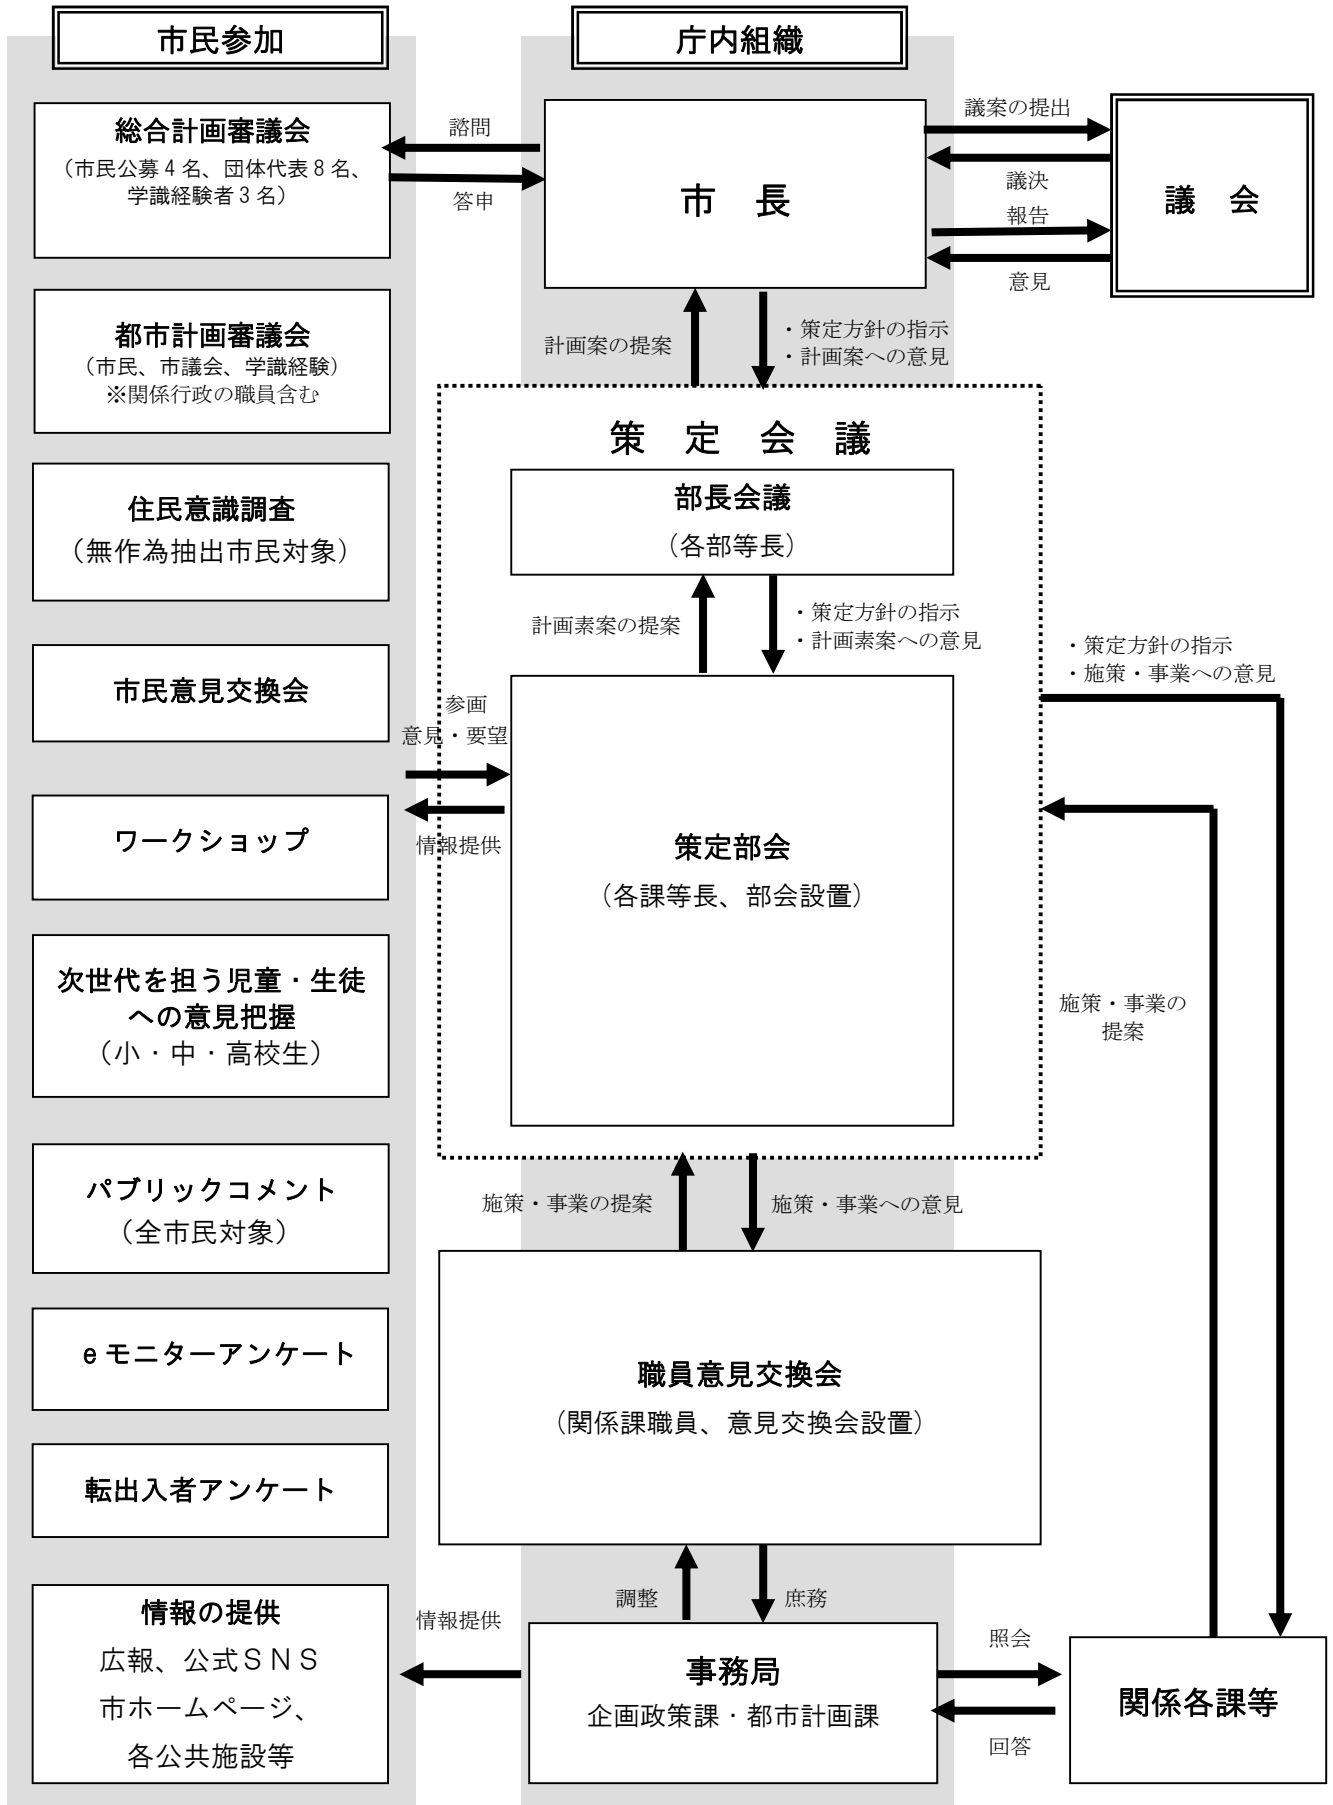 市民参加
総合計画審議会
（市民公募４名、団体代表８名、
学識経験者３名）
都市計画審議会
（市民、市議会、学識経験）
※関係行政の職員含む
住民意識調査
（無作為抽出市民対象）
市民意見交換会
ワークショップ
次世代を担う児童・生徒
への意見把握
（小・中・高校生）
パブリックコメント
（全市民対象）
ｅモニターアンケート
転出入者アンケート
情報の提供
広報、公式ＳＮＳ
市ホームページ、
各公共施設等
諮問
答申
参画
意見・要望
情報提供
情報提供
庁内組織
市　長
計画案の提案
・策定方針の指示
・計画案への意見
策　定　会　議
部長会議
（各部等長）
計画素案の提案
・策定方針の指示
・計画素案への意見
策定部会
（各課等長、部会設置）
施策・事業の提案
施策・事業への意見
職員意見交換会
（関係課職員、意見交換会設置）
調整
庶務
事務局
企画政策課・都市計画課
議案の提出
議決
報告
意見
議　会
・策定方針の指示
・施策・事業への意見
施策・事業の
提案
照会
回答
関係各課等